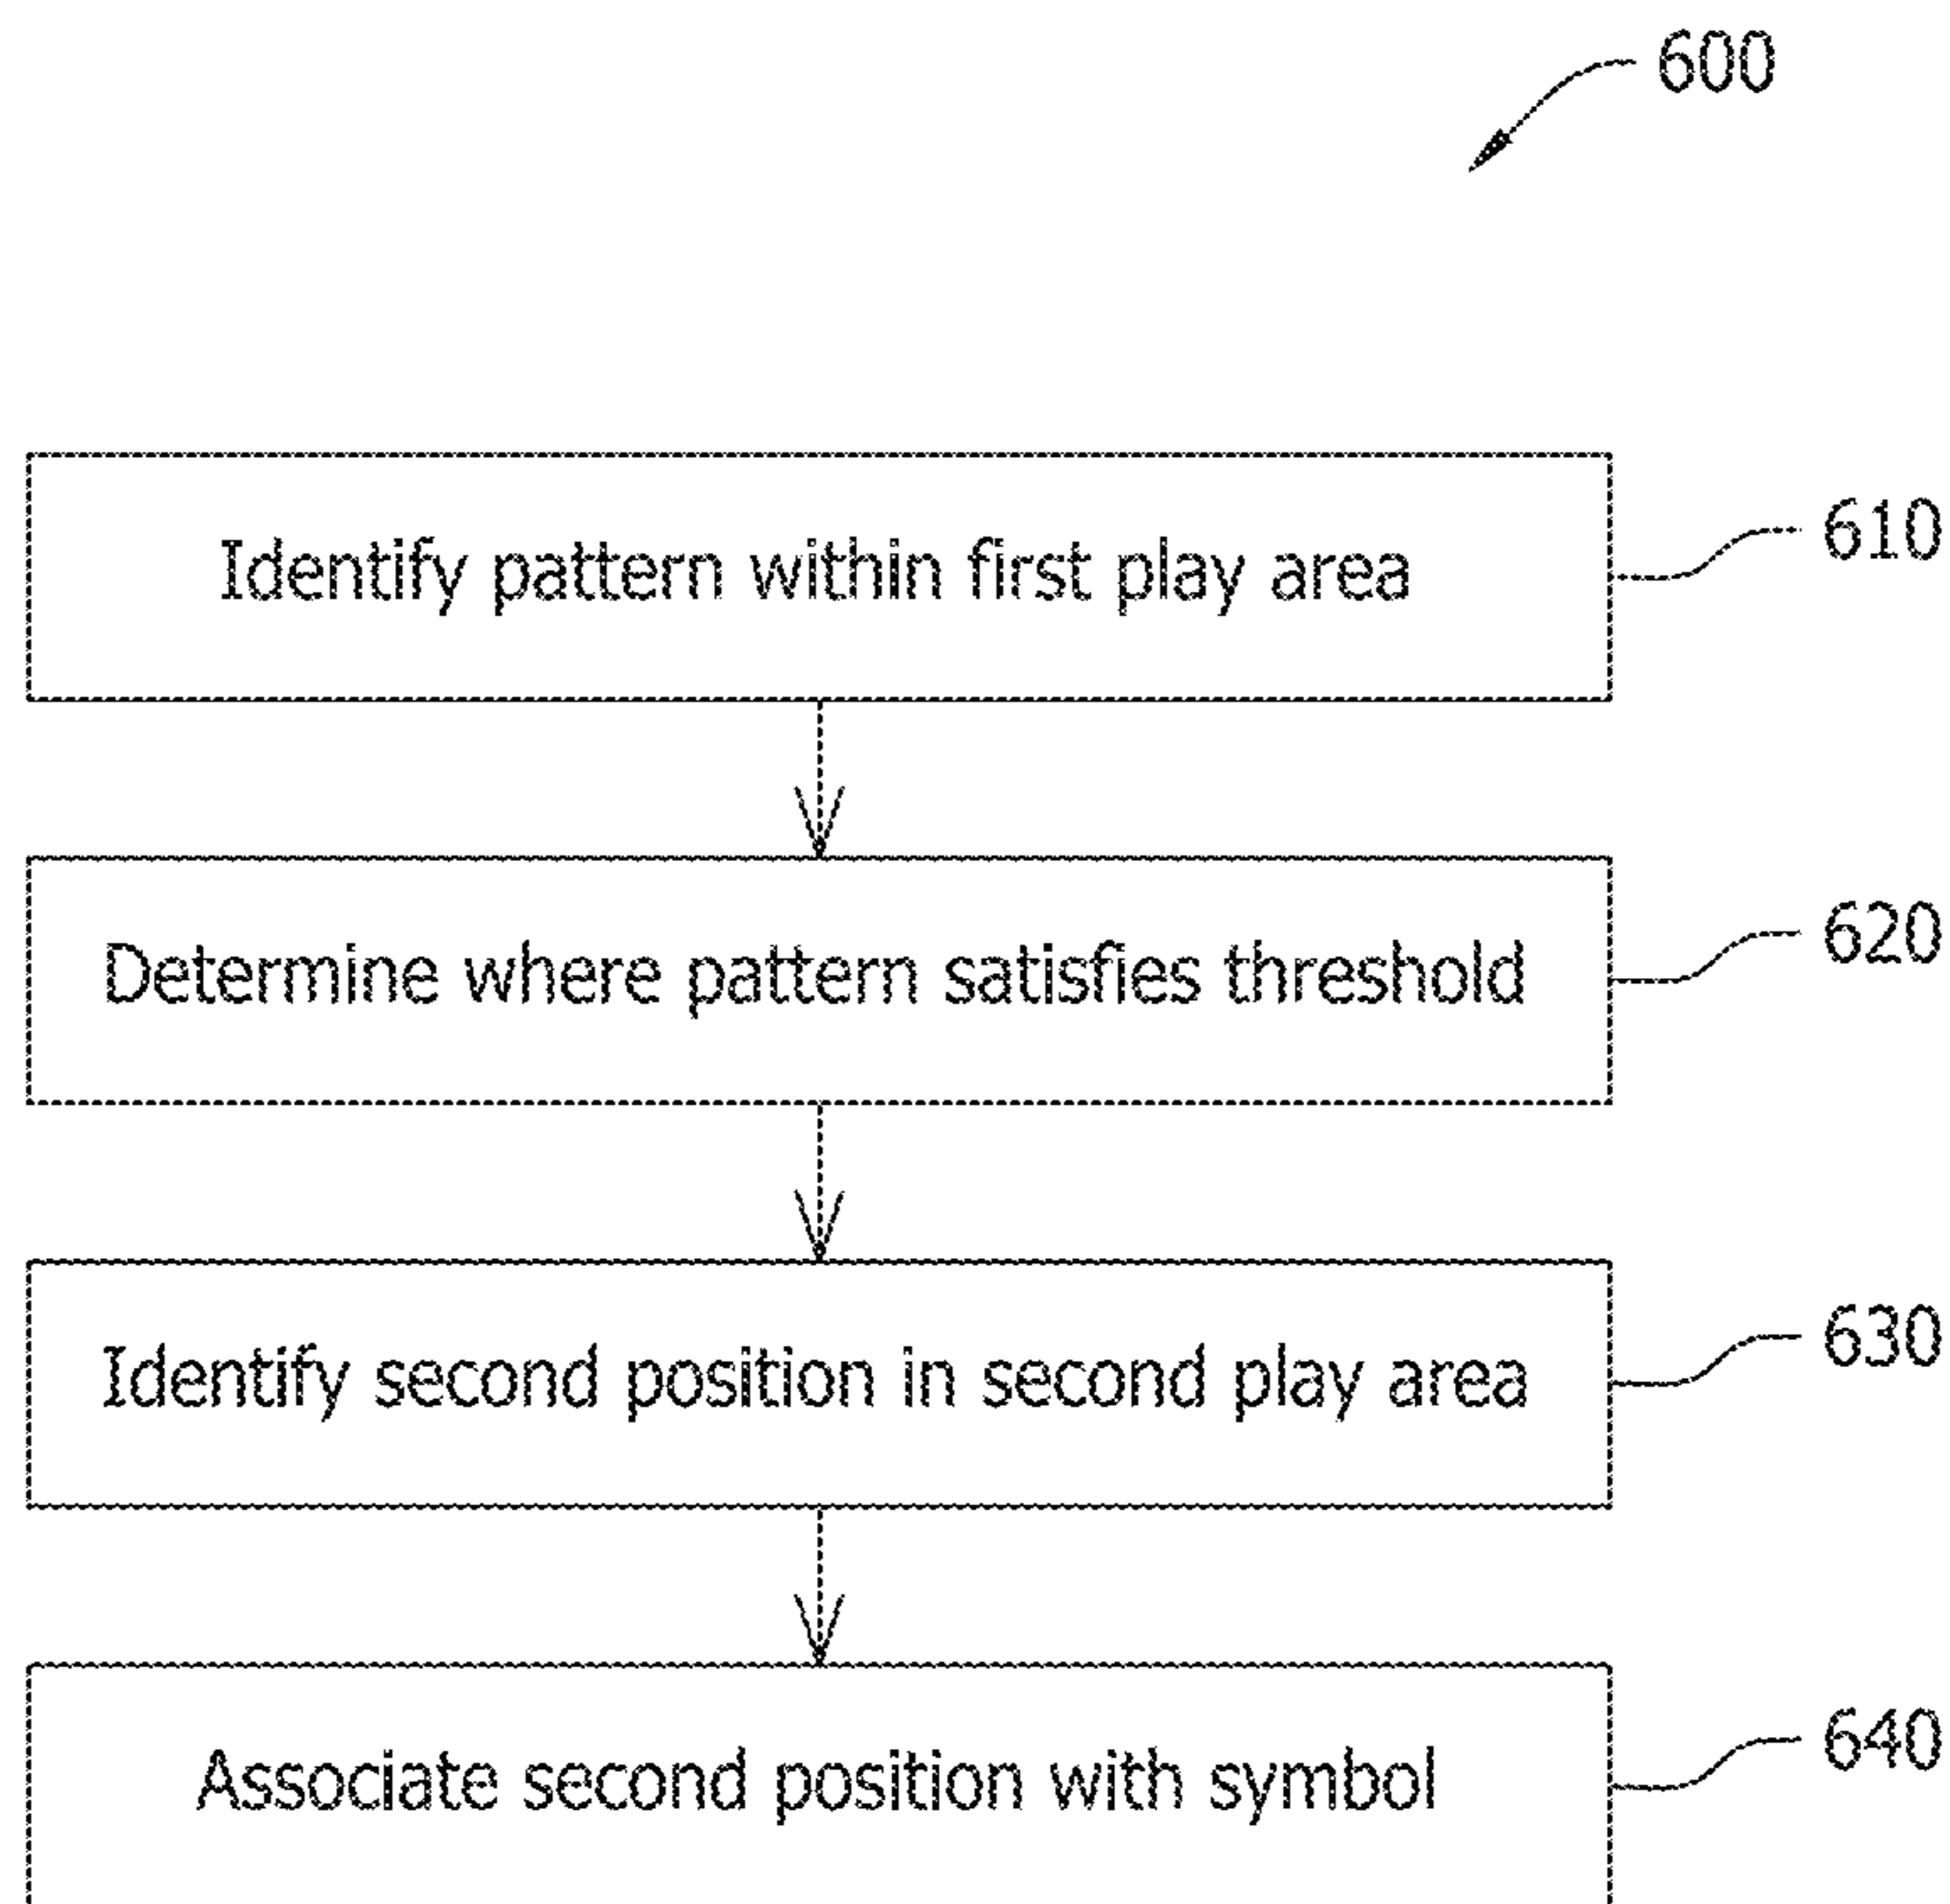 600
Identify pattern within first play area
610
Determine where pattern satisfies threshold
620
Identify second position in second play area
630
Associate second position with symbol
640